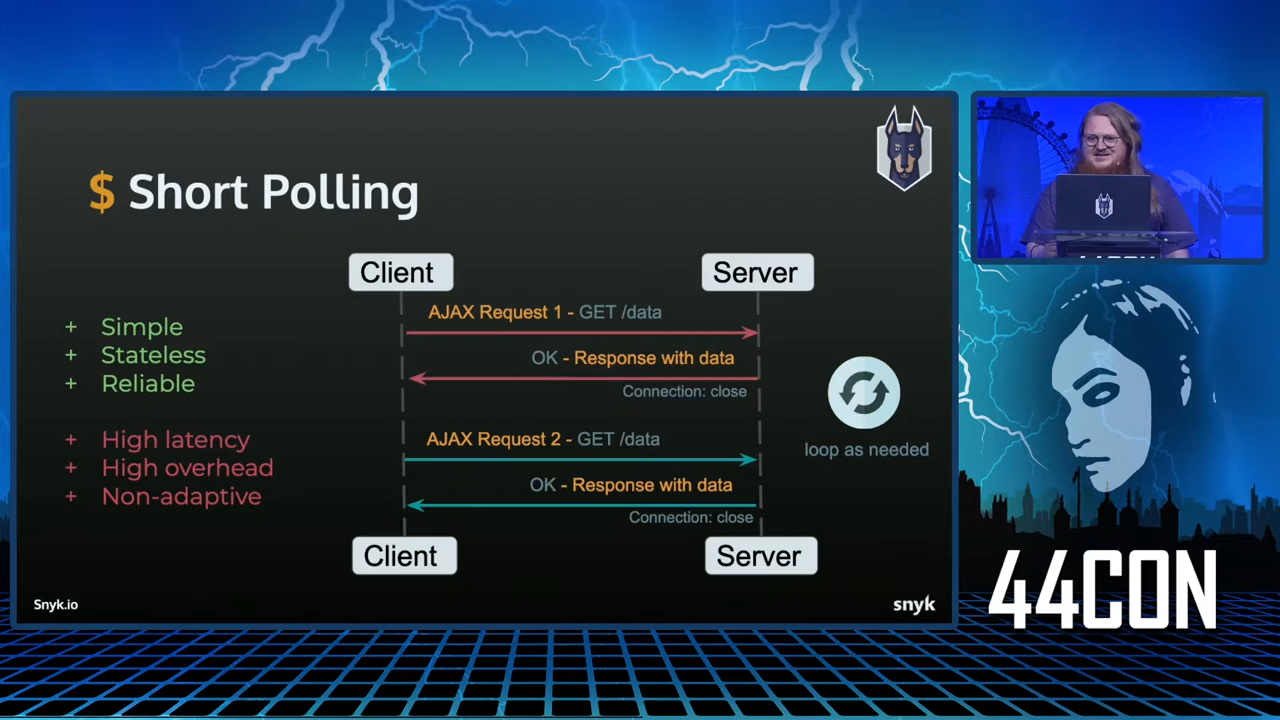 $ Short Polling
Client
Server
AJAX Request 1 - GET /data
OK - Response with data
Connection: close
+ Simple
+ Stateless
+ Reliable
+ High latency
+ High overhead
+ Non-adaptive
AJAX Request 2 - GET /data
OK - Response with data
Connection: close
loop as needed
Client
Server
Snyk.io
snyk
44CON